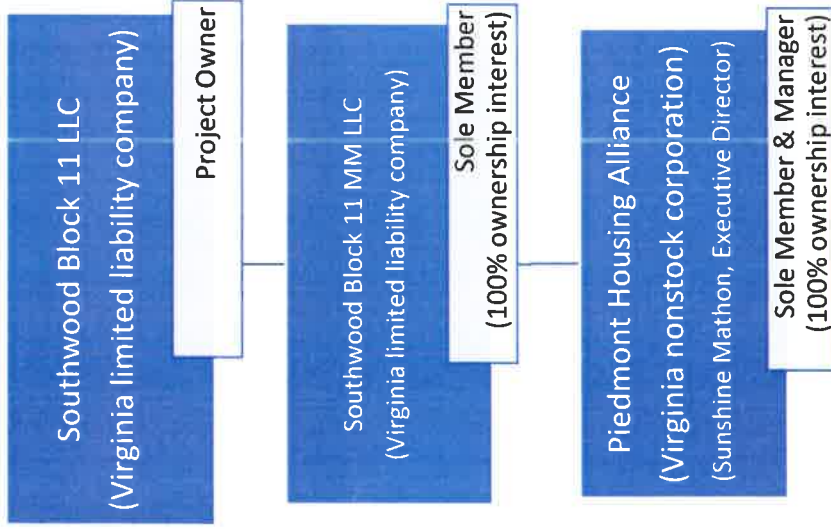 Southwood Block 11 LLC
(Virginia limited liability company)
Project Owner
Southwood Block 11 MM LLC
(Virginia limited liability company)
Sole Member
(100% ownership interest)
Piedmont Housing Alliance
(Virginia nonstock corporation)
(Sunshine Mathon, Executive Director)
Sole Member & Manager
(100% ownership interest)